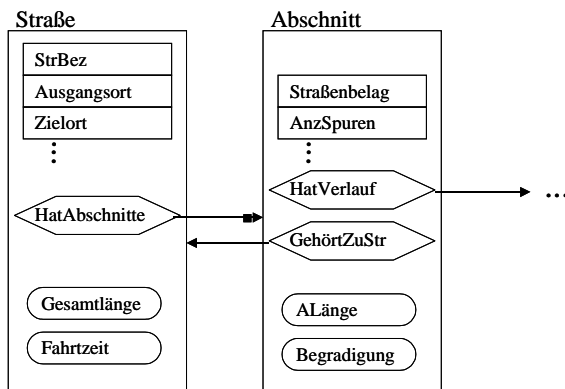 Straße
StrBez
Ausgangsort
Zielort
HatAbschnitte
Gesamtlänge
Fahrtzeit
Abschnitt
Straßenbelag
AnzSpuren
HatVerlauf
GehörtZuStr
ALänge
Begradigung
...